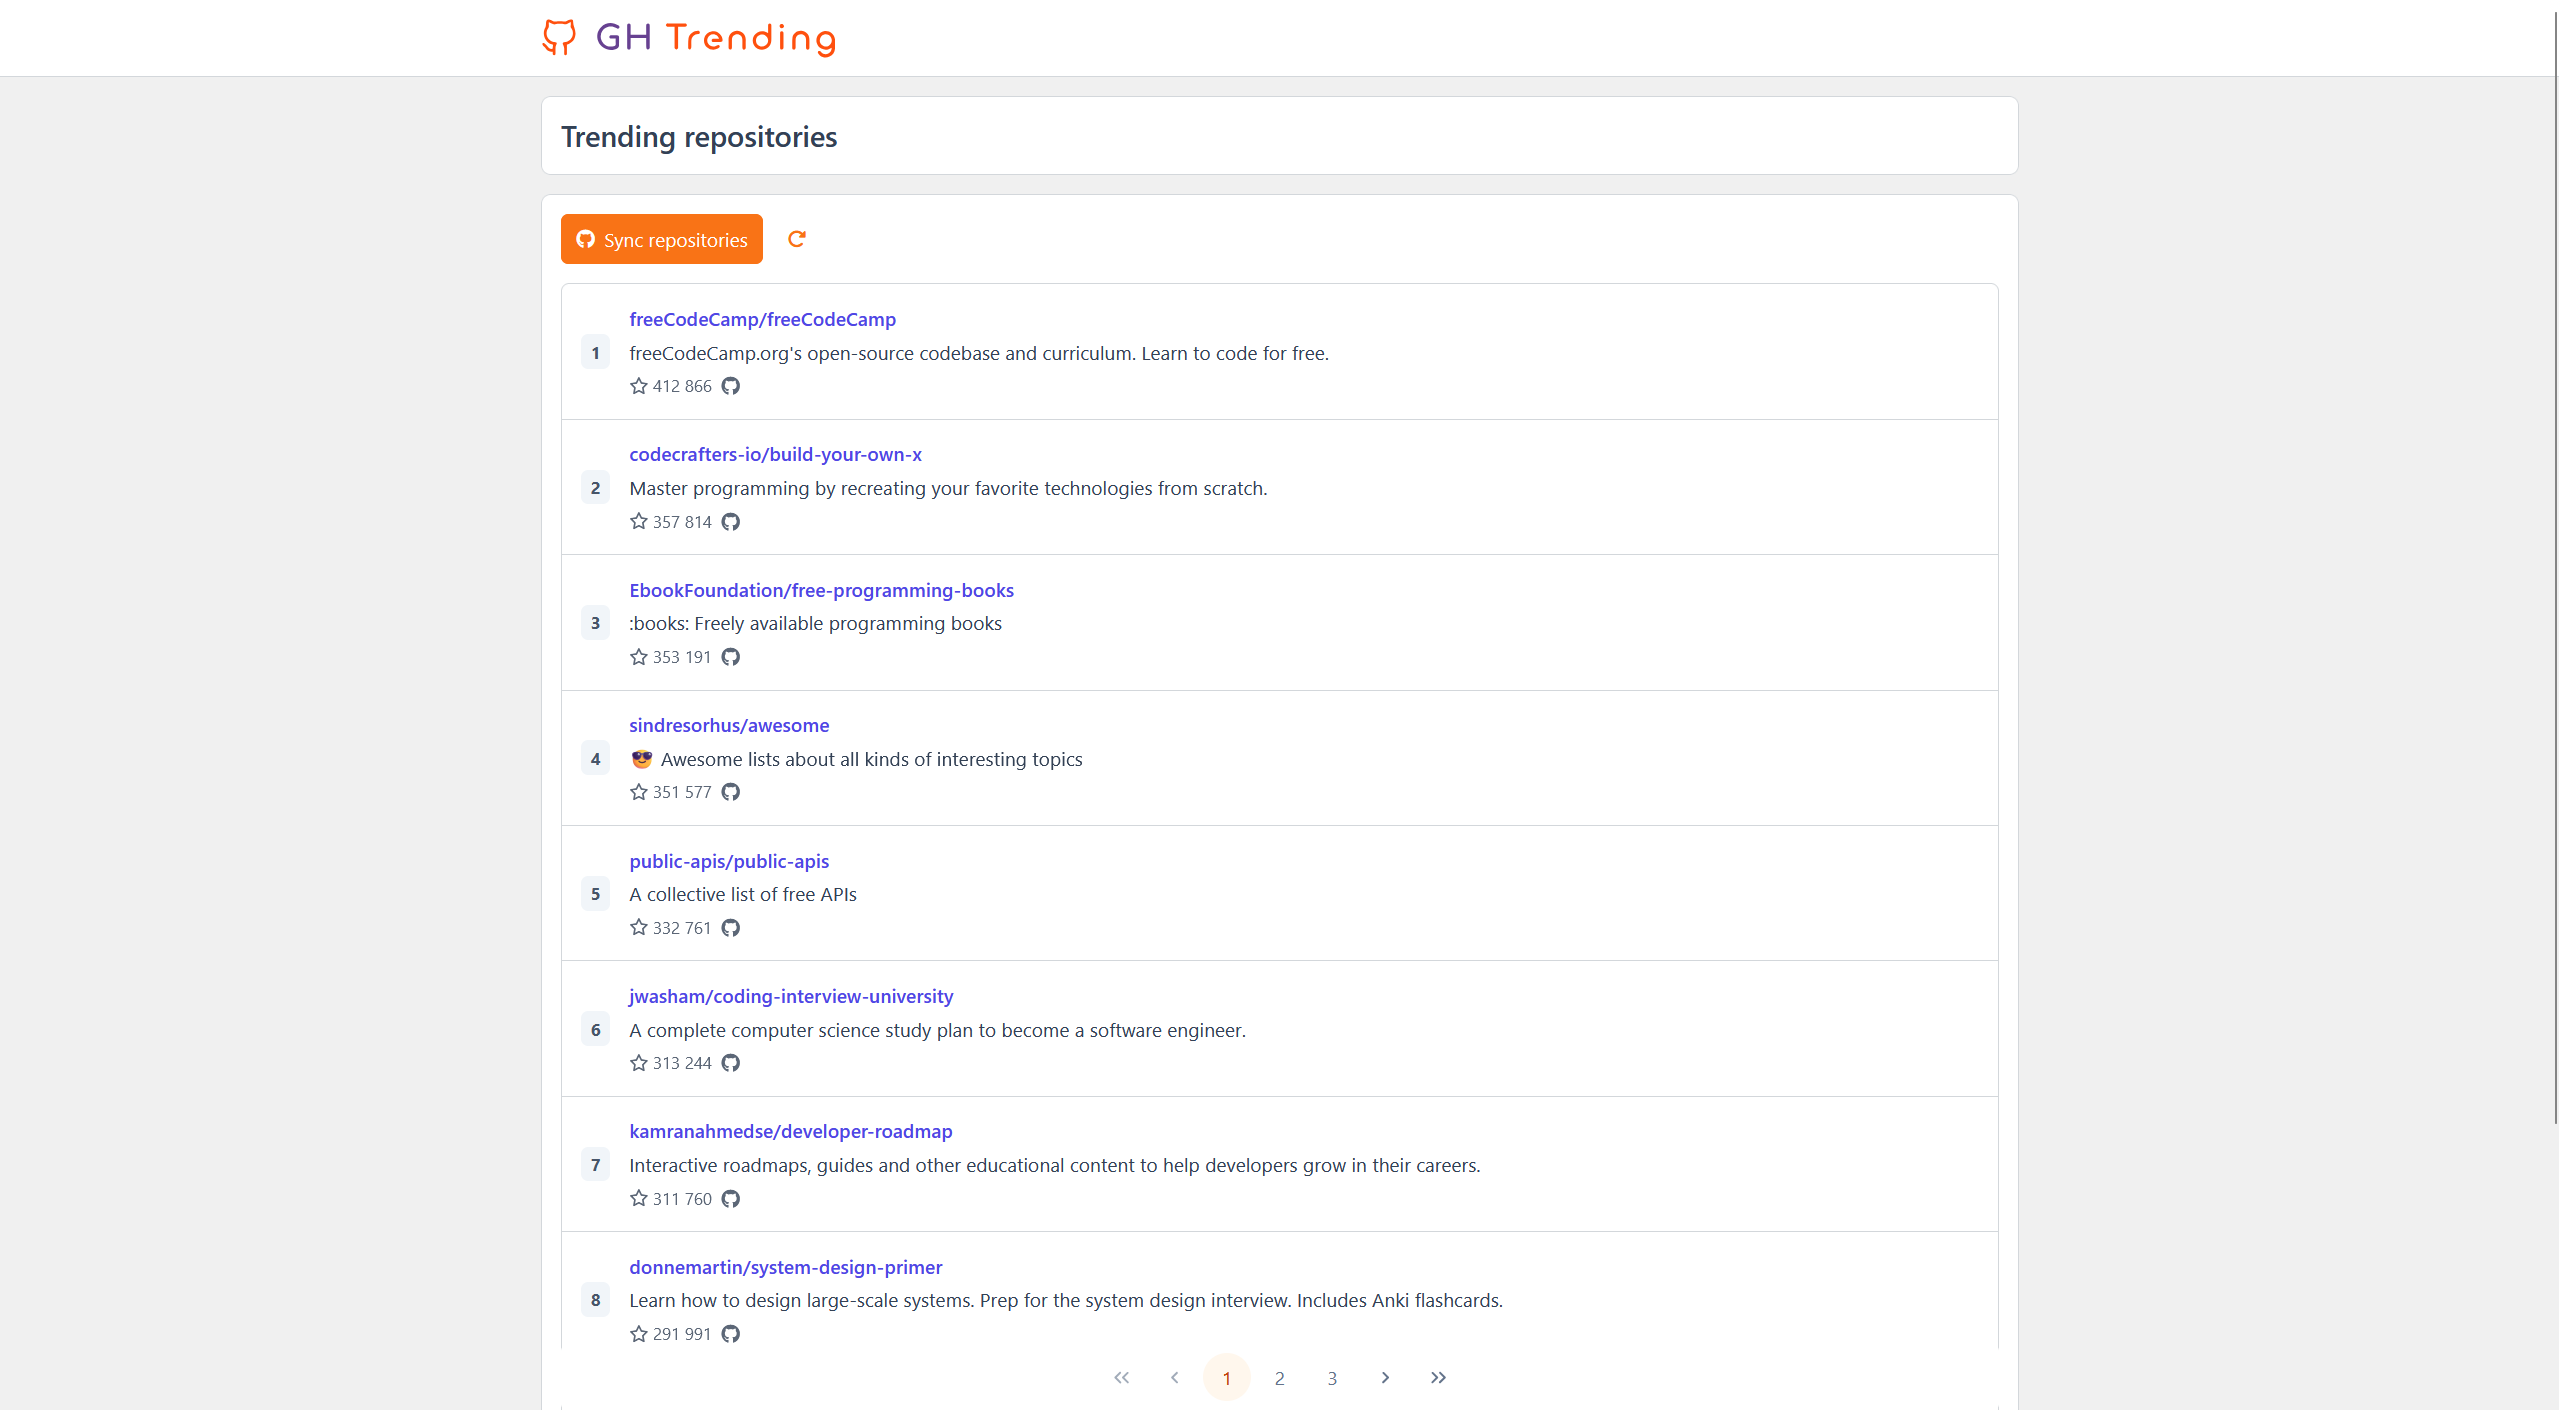 GH Trending
Trending repositories
Sync repositories
freeCodeCamp/freeCodeCamp
1
freeCodeCamp.org's open-source codebase and curriculum. Learn to code for free.
412 866
codecrafters-io/build-your-own-x
2
Master programming by recreating your favorite technologies from scratch.
357 814
EbookFoundation/free-programming-books
3
:books: Freely available programming books
353 191
sindresorhus/awesome
4
😎 Awesome lists about all kinds of interesting topics
351 577
public-apis/public-apis
5
A collective list of free APIs
332 761
jwasham/coding-interview-university
6
A complete computer science study plan to become a software engineer.
313 244
kamranahmedse/developer-roadmap
7
Interactive roadmaps, guides and other educational content to help developers grow in their careers.
311 760
donnemartin/system-design-primer
8
Learn how to design large-scale systems. Prep for the system design interview. Includes Anki flashcards.
291 991
1 2 3